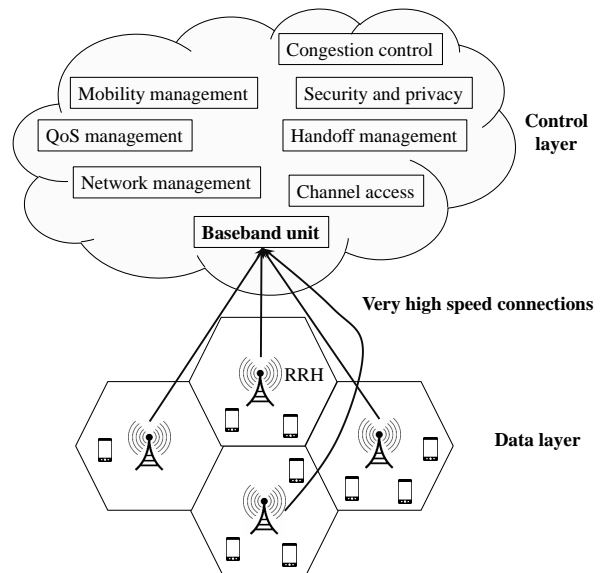 Congestion control
Mobility management
Security and privacy
QoS management
Handoff management
Control
layer
Network management
Channel access
Baseband unit
Very high speed connections
RRH
Data layer